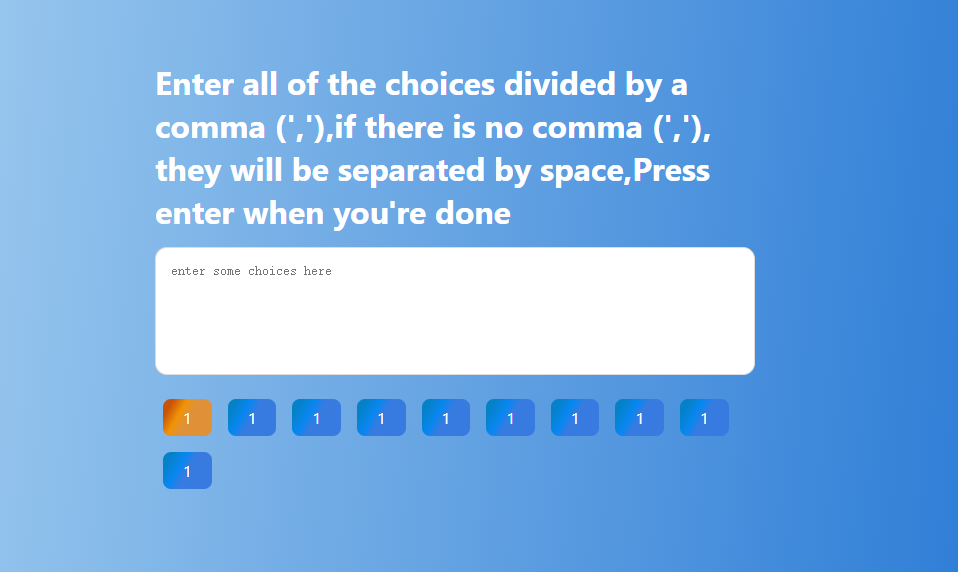 Enter all of the choices divided by a
comma (','),if there is no comma (','),
they will be separated by space,Press
enter when you're done
enter some choices here
1 1 1 1 1 1 1 1 1
1